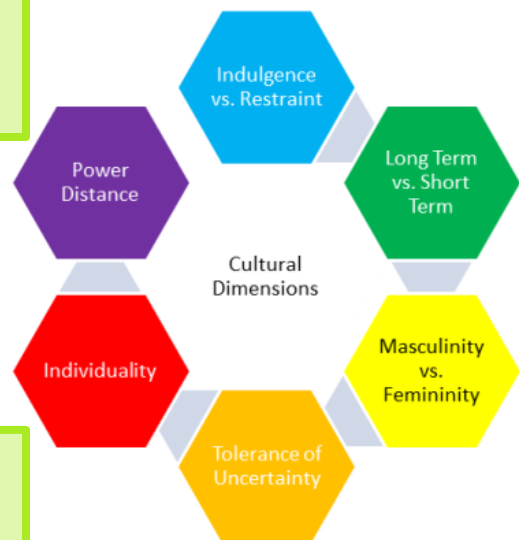 Indulgence
vs. Restraint
Long Term
vs. Short
Term
Power
Distance
Cultural
Dimensions
Masculinity
vs.
Femininity
Individuality
Tolerance of
Uncertainty